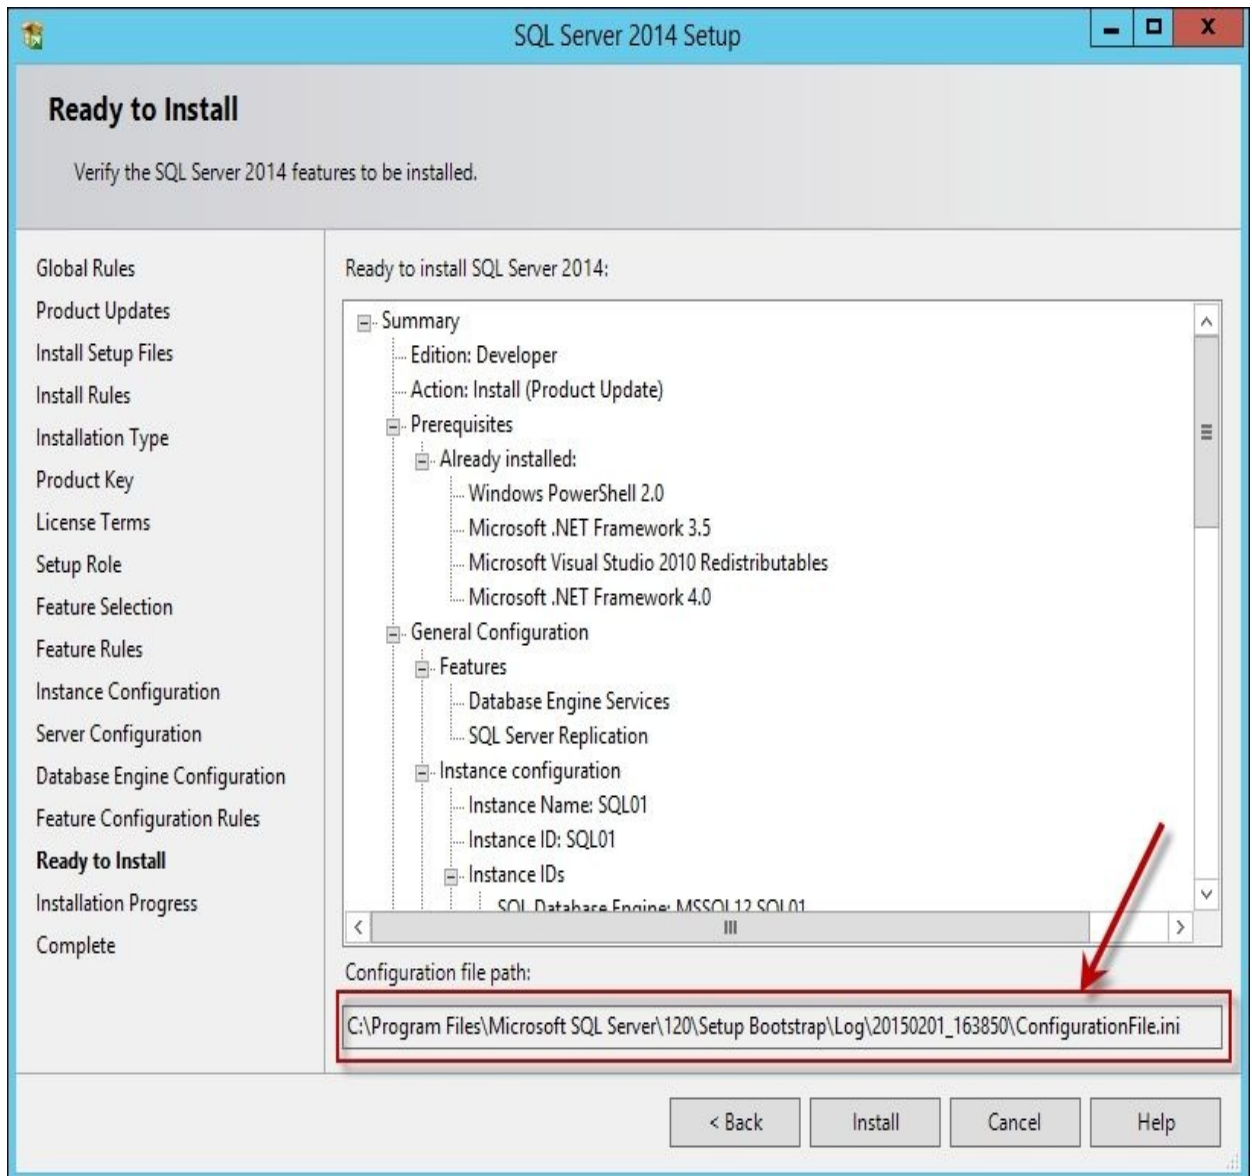 SQL Server 2014 Setup
Ready to Install
Verify the SQL Server 2014 features to be installed.
Global Rules
Product Updates
Install Setup Files
Install Rules
Installation Type
Product Key
License Terms
Setup Role
Feature Selection
Feature Rules
Instance Configuration
Server Configuration
Database Engine Configuration
Feature Configuration Rules
Ready to Install
Installation Progress
Complete
Ready to install SQL Server 2014:
Summary
Edition: Developer
Action: Install (Product Update)
Prerequisites
Already installed:
Windows PowerShell 2.0
Microsoft .NET Framework 3.5
Microsoft Visual Studio 2010 Redistributables
Microsoft .NET Framework 4.0
General Configuration
Features
Database Engine Services
SQL Server Replication
Instance configuration
Instance Name: SQL01
Instance ID: SQL01
Instance IDs
SQL Database Engine: MSSQL12.SQL01
Configuration file path:
C:\Program Files\Microsoft SQL Server\120\Setup Bootstrap\Log\20150201_163850\ConfigurationFile.ini
< Back
Install
Cancel
Help